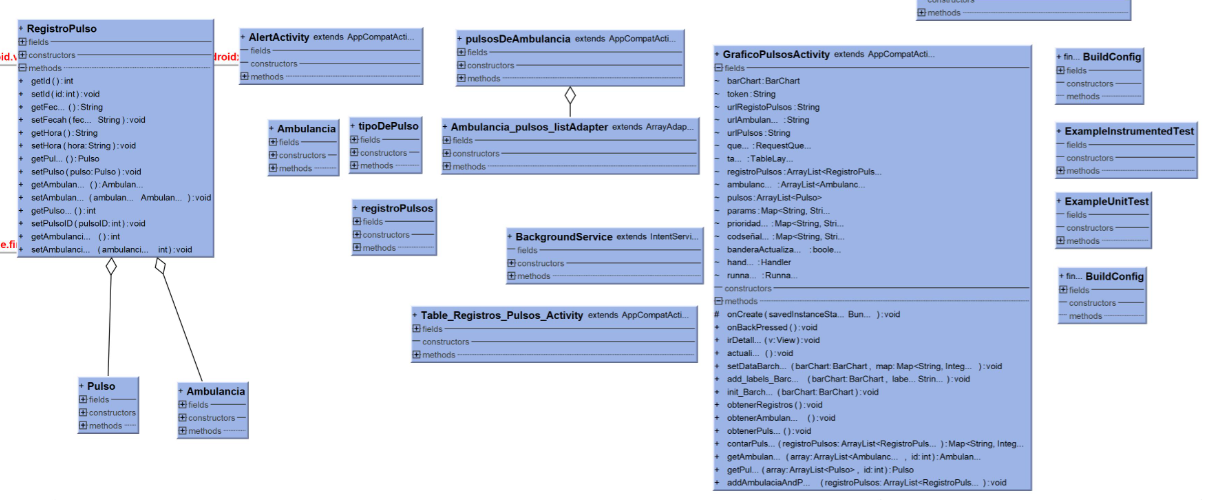 constructors
+ methods
+ RegistroPulso
fields
constructors
methods
+ getId ( ) : int
+ setId (id: int) : void
+ getFec... ( ) : String
+ setFecah (fec... String ) : void
+ getHora ( ) : String
+ setHora (hora: String ) : void
+ getPul... ( ) : Pulso
+ setPulso (pulso: Pulso ) : void
+ getAmbulan... ( ) : Ambulan...
+ setAmbulan... (ambulan... Ambulan... ) : void
+ getPulso... ( ) : int
+ setPulsoID (pulsoID: int) : void
+ getAmbulanci... ( ) : int
+ setAmbulanci... (ambulanci... int) : void
oid.v
droid:
e.fi
+ Pulso
fields
constructors
methods
+ Ambulancia
fields
constructors
methods
+ AlertActivity extends AppCompatActi...
fields
constructors
methods
+ Ambulancia
fields
constructors
methods
+ tipoDePulso
fields
constructors
methods
+ registroPulsos
fields
constructors
methods
+ pulsosDeAmbulancia extends AppCompatActi...
fields
constructors
methods
+ Ambulancia_pulsos_listAdapter extends ArrayAdap...
fields
constructors
methods
+ BackgroundService extends IntentServi...
fields
constructors
methods
+ Table_Registros_Pulsos_Activity extends AppCompatActi...
fields
constructors
methods
+ GraficoPulsosActivity extends AppCompatActi...
fields
~ barChart : BarChart
~ token : String
~ urlRegistoPulsos : String
~ urlAmbulan... : String
~ urlPulsos : String
~ que... : RequestQue...
~ ta... : TableLay...
~ registroPulsos : ArrayList<RegistroPuls...
~ ambulanc... : ArrayList<Ambulanc...
~ pulsos : ArrayList<Pulso>
~ params : Map<String, Stri...
~ prioridad... : Map<String, Stri...
~ codseñal... : Map<String, Stri...
~ banderaActualiza... : boole...
~ hand... : Handler
~ runna... : Runna...
constructors
methods
# onCreate (savedInstanceSta... Bun... ) : void
+ onBackPressed ( ) : void
+ irDetall... (v: View) : void
+ actuali... ( ) : void
+ setDataBarch... (barChart: BarChart , map: Map<String, Integ... ) : void
+ add_labels_Barc... (barChart: BarChart , labe... Strin... ) : void
+ init_Barch... (barChart: BarChart) : void
+ obtenerRegistros ( ) : void
+ obtenerAmbulan... ( ) : void
+ obtenerPuls... ( ) : void
+ contarPuls... (registroPulsos: ArrayList<RegistroPuls... ) : Map<String, Integ...
+ getAmbulan... (array: ArrayList<Ambulanc... , id: int) : Ambulan...
+ getPul... (array: ArrayList<Pulso> , id: int) : Pulso
+ addAmbulaciaAndP... (registroPulsos: ArrayList<RegistroPuls... ) : void
+ fin... BuildConfig
fields
constructors
methods
+ ExampleInstrumentedTest
fields
constructors
methods
+ ExampleUnitTest
fields
constructors
methods
+ fin... BuildConfig
fields
constructors
methods